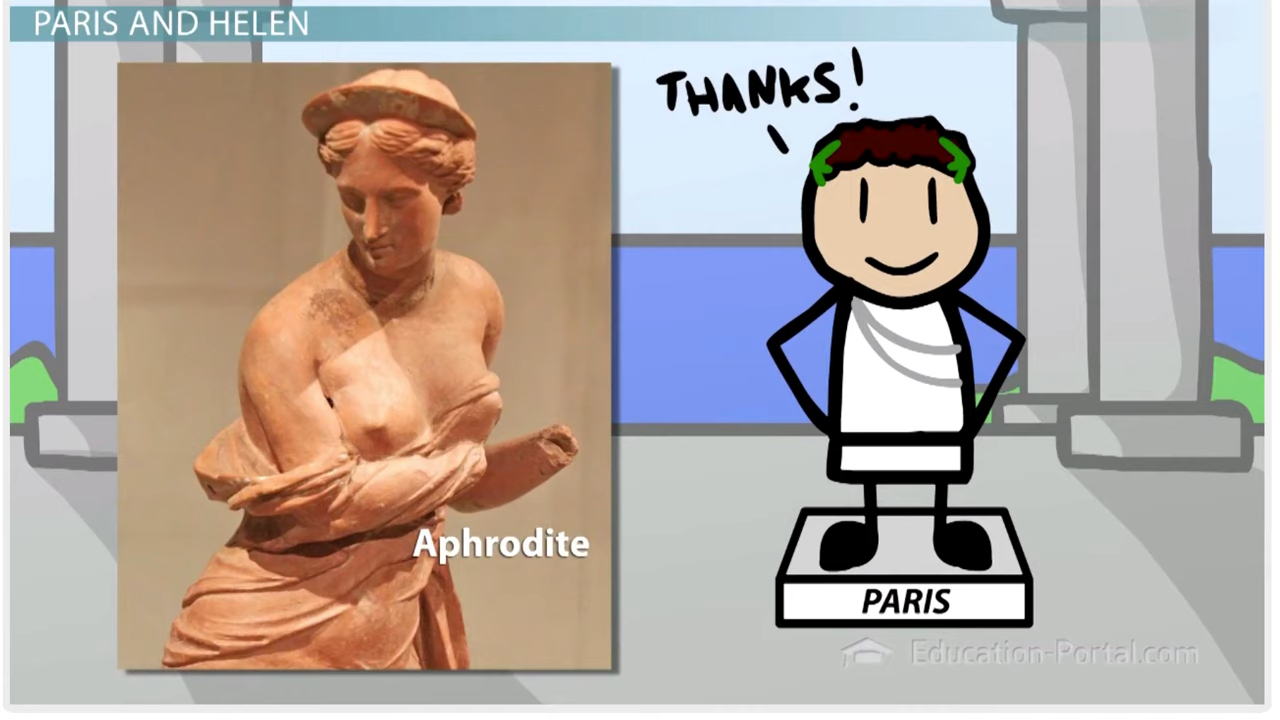 PARIS AND HELEN
THANKS!
Aphrodite
PARIS
Education-Portal.com